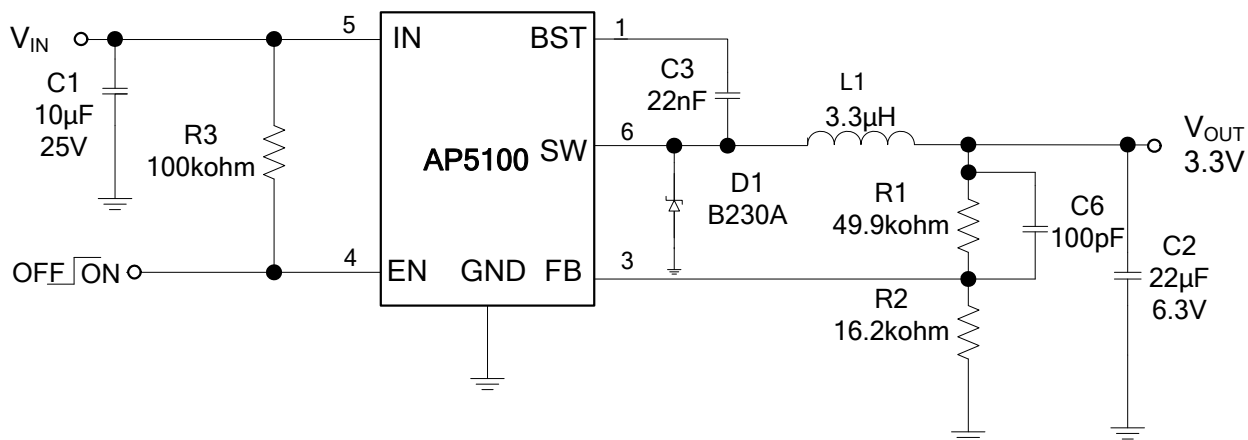 V_IN
5
IN
BST
1
C1
10µF
25V
R3
100kohm
AP5100
C3
22nF
L1
3.3µH
SW
6
V_OUT
3.3V
D1
B230A
R1
49.9kohm
C6
100pF
OFF ON
4
EN
GND
FB
3
R2
16.2kohm
C2
22µF
6.3V